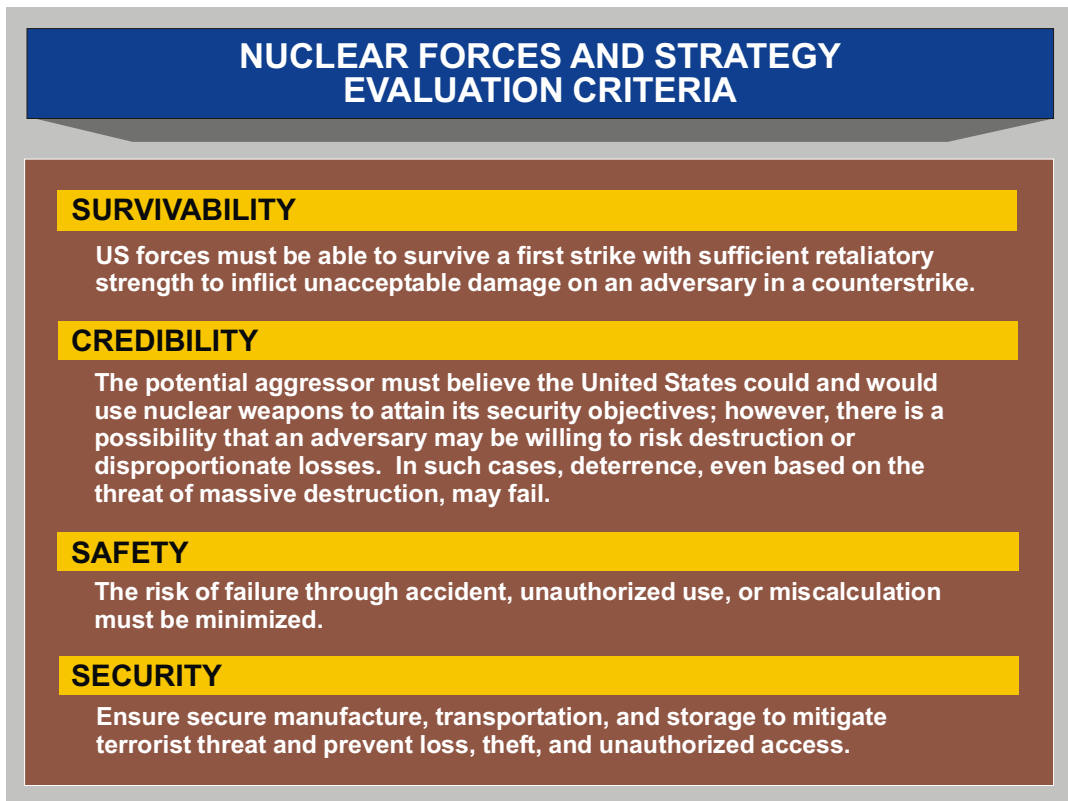 NUCLEAR FORCES AND STRATEGY
EVALUATION CRITERIA
SURVIVABILITY
US forces must be able to survive a first strike with sufficient retaliatory
strength to inflict unacceptable damage on an adversary in a counterstrike.
CREDIBILITY
The potential aggressor must believe the United States could and would
use nuclear weapons to attain its security objectives; however, there is a
possibility that an adversary may be willing to risk destruction or
disproportionate losses.  In such cases, deterrence, even based on the
threat of massive destruction, may fail.
SAFETY
The risk of failure through accident, unauthorized use, or miscalculation
must be minimized.
SECURITY
Ensure secure manufacture, transportation, and storage to mitigate
terrorist threat and prevent loss, theft, and unauthorized access.